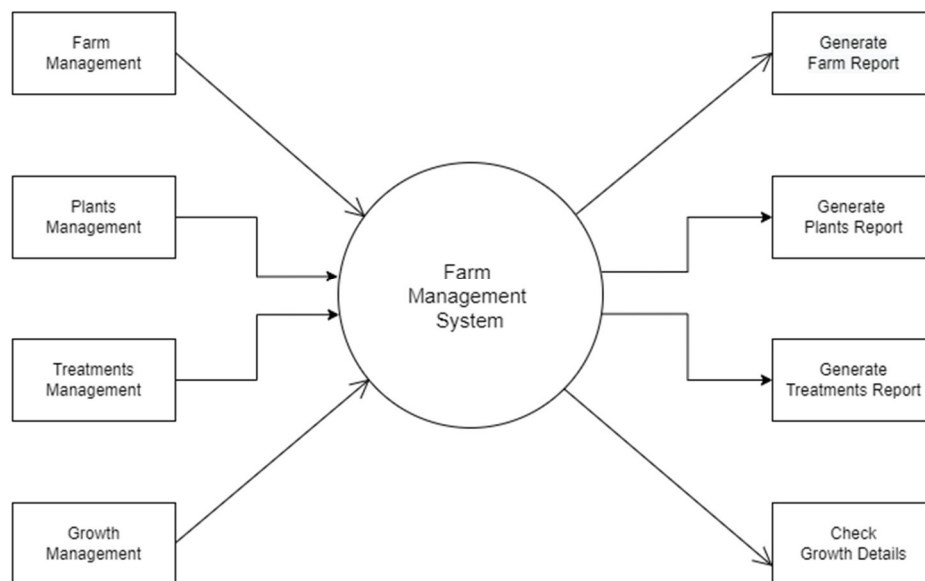 Farm
Management
Generate
Farm Report
Plants
Management
Generate
Plants Report
Farm
Management
System
Treatments
Management
Generate
Treatments Report
Growth
Management
Check
Growth Details